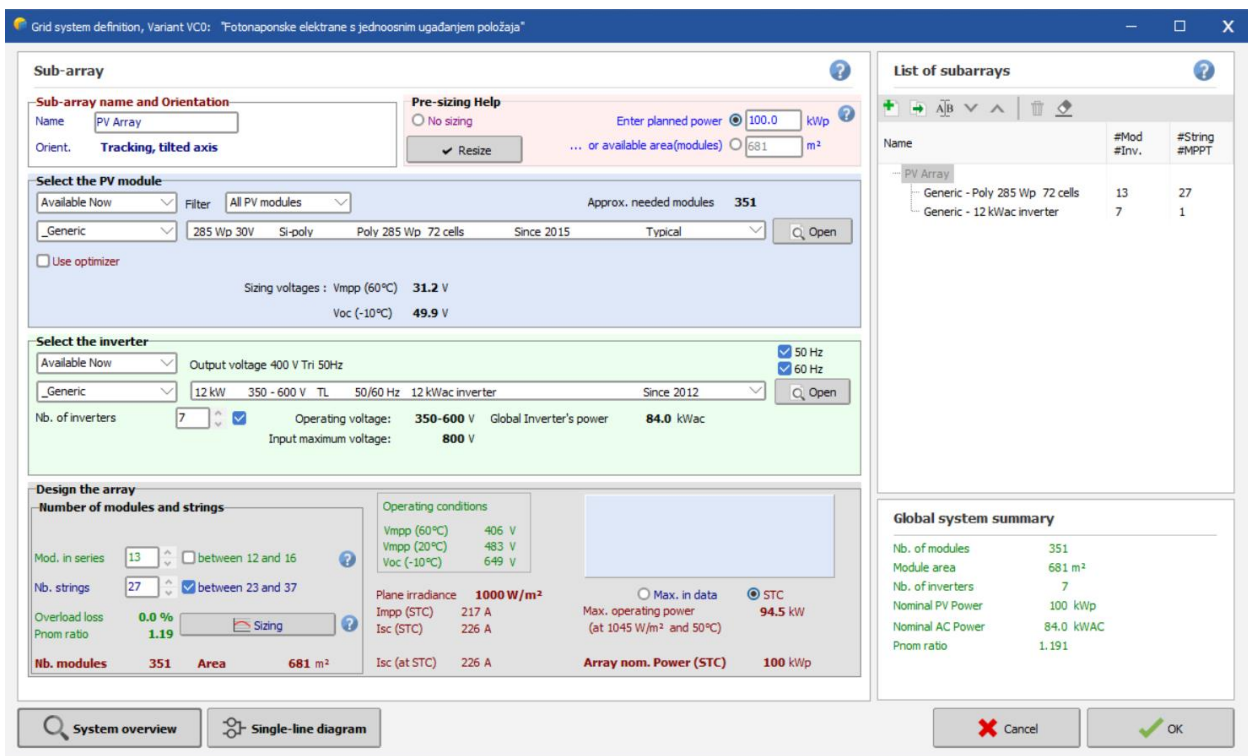 Grid system definition, Variant VC0: "Fotonaponske elektrane s jednoosnim ugađanjem položaja"
Sub-array
Sub-array name and Orientation
Name PV Array
Orient. Tracking, tilted axis
Pre-sizing Help
No sizing Enter planned power 100.0 kWp
Resize ... or available area(modules) 681 m²
Select the PV module
Available Now Filter All PV modules Approx. needed modules 351
_Generic 285 Wp 30V Si-poly Poly 285 Wp 72 cells Since 2015 Typical Open
Use optimizer
Sizing voltages : Vmpp (60°C) 31.2 V
Voc (-10°C) 49.9 V
Select the inverter
Available Now Output voltage 400 V Tri 50Hz
50 Hz
60 Hz
_Generic 12 kW 350 - 600 V TL 50/60 Hz 12 kWac inverter Since 2012 Open
Nb. of inverters 7 Operating voltage: 350-600 V Global Inverter's power 84.0 kWac
Input maximum voltage: 800 V
Design the array
Number of modules and strings
Mod. in series 13 between 12 and 16
Nb. strings 27 between 23 and 37
Overload loss 0.0 %
Pnom ratio 1.19
Sizing
Nb. modules 351 Area 681 m²
Operating conditions
Vmpp (60°C) 406 V
Vmpp (20°C) 483 V
Voc (-10°C) 649 V
Plane irradiance 1000 W/m²
Impp (STC) 217 A
Isc (STC) 226 A
Isc (at STC) 226 A
Max. in data STC
Max. operating power 94.5 kW
(at 1045 W/m² and 50°C)
Array nom. Power (STC) 100 kWp
List of subarrays
A|B
Name #Mod #String
#Inv. #MPPT
PV Array
Generic - Poly 285 Wp 72 cells 13 27
Generic - 12 kWac inverter 7 1
Global system summary
Nb. of modules 351
Module area 681 m²
Nb. of inverters 7
Nominal PV Power 100 kWp
Nominal AC Power 84.0 kWAC
Pnom ratio 1.191
System overview Single-line diagram Cancel OK